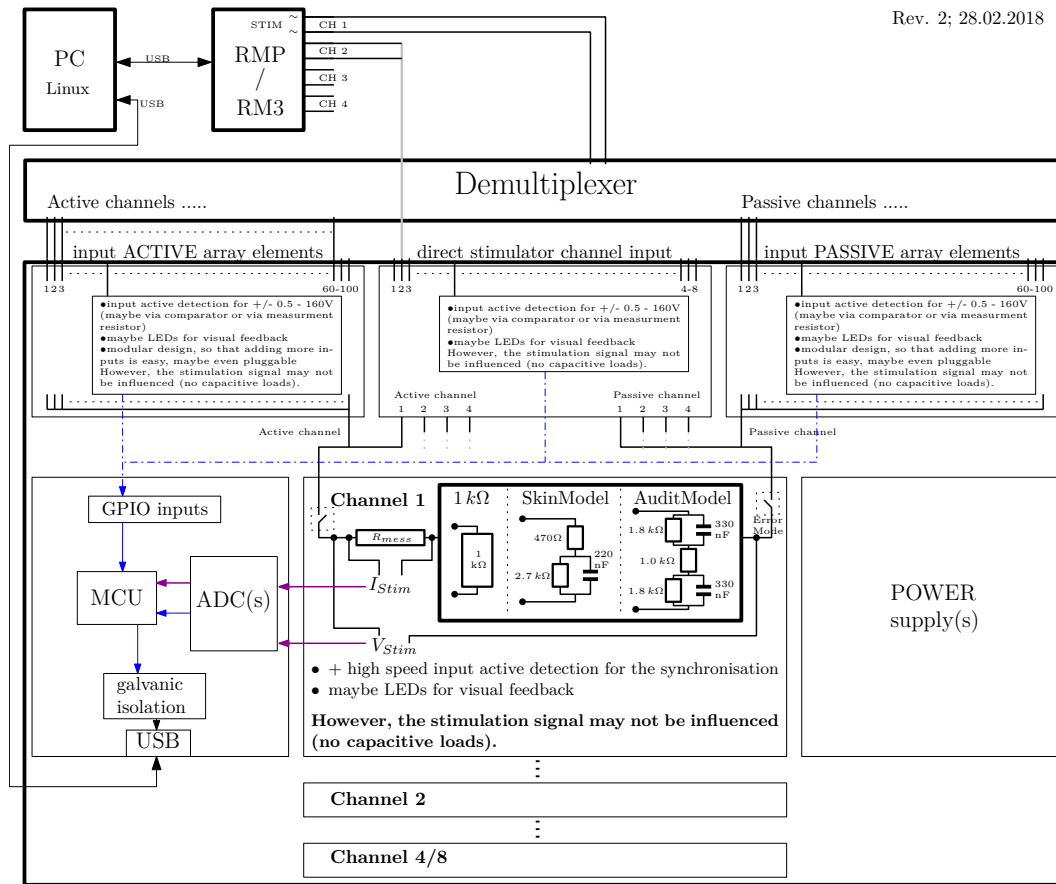 Rev. 2; 28.02.2018
PC
Linux
USB
USB
STIM
~
~
RMP
/
RM3
CH 1
CH 2
CH 3
CH 4
Demultiplexer
Active channels .....
Passive channels .....
input ACTIVE array elements
direct stimulator channel input
input PASSIVE array elements
123
60-100
123
4-8
123
60-100
•input active detection for +/- 0.5 - 160V
(maybe via comparator or via measurment
resistor)
•maybe LEDs for visual feedback
•modular design, so that adding more in-
puts is easy, maybe even pluggable
However, the stimulation signal may not
be influenced (no capacitive loads).
•input active detection for +/- 0.5 - 160V
(maybe via comparator or via measurment
resistor)
•maybe LEDs for visual feedback
However, the stimulation signal may not
be influenced (no capacitive loads).
•input active detection for +/- 0.5 - 160V
(maybe via comparator or via measurment
resistor)
•maybe LEDs for visual feedback
•modular design, so that adding more in-
puts is easy, maybe even pluggable
However, the stimulation signal may not
be influenced (no capacitive loads).
Active channel
1 2 3 4
Passive channel
1 2 3 4
Active channel
Passive channel
GPIO inputs
MCU
ADC(s)
galvanic
isolation
USB
Channel 1
R_mess
I_Stim
V_Stim
1 kΩ
1
kΩ
SkinModel
470Ω
2.7 kΩ
220
nF
AuditModel
1.8 kΩ
330
nF
1.0 kΩ
1.8 kΩ
330
nF
Error
Mode
• + high speed input active detection for the synchronisation
• maybe LEDs for visual feedback
However, the stimulation signal may not be influenced
(no capacitive loads).
POWER
supply(s)
Channel 2
Channel 4/8